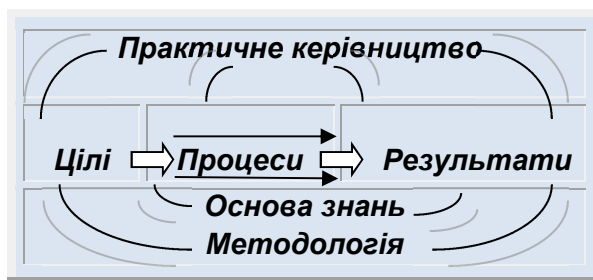 Практичне керівництво
Цілі Процеси Результати
Основа знань
Методологія